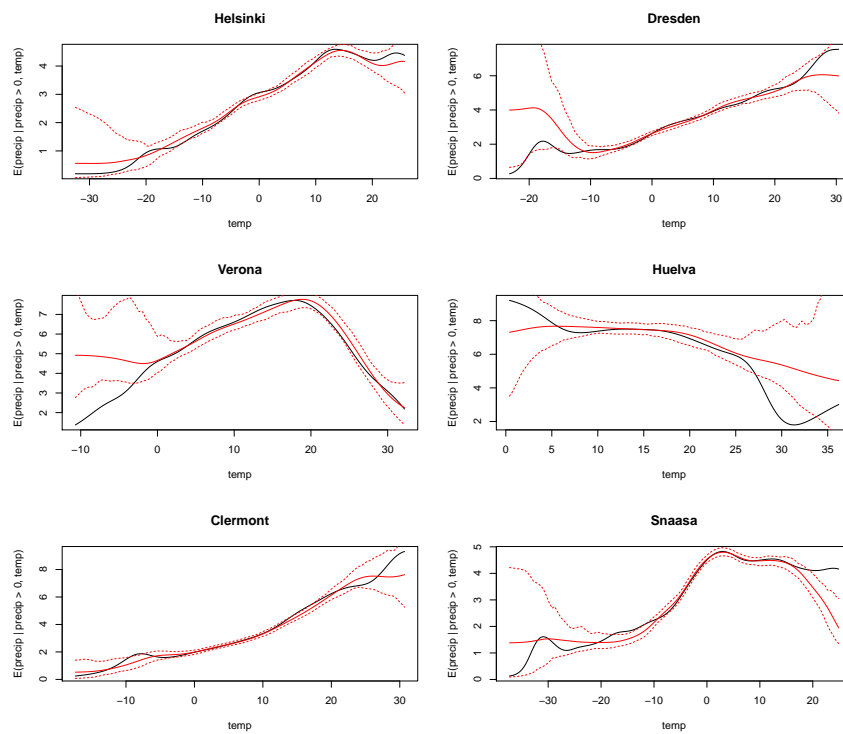 Helsinki
E(precip | precip > 0, temp)
4
3
2
1
−30 −20 −10 0 10 20
temp
Dresden
E(precip | precip > 0, temp)
6
4
2
0
−20 −10 0 10 20 30
temp
Verona
E(precip | precip > 0, temp)
7
6
5
4
3
2
−10 0 10 20 30
temp
Huelva
E(precip | precip > 0, temp)
8
6
4
2
0 5 10 15 20 25 30 35
temp
Clermont
E(precip | precip > 0, temp)
8
6
4
2
0
−10 0 10 20 30
temp
Snaasa
E(precip | precip > 0, temp)
5
4
3
2
1
0
−30 −20 −10 0 10 20
temp